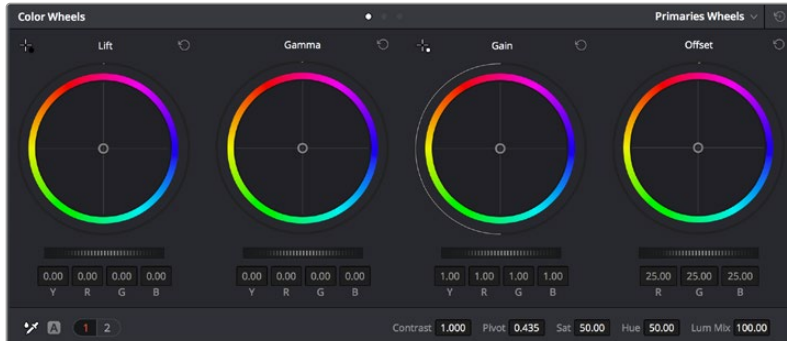 Color Wheels Primaries Wheels
Lift Gamma Gain Offset
0.00 0.00 0.00 0.00 0.00 0.00 0.00 0.00 1.00 1.00 1.00 1.00 25.00 25.00 25.00
Y R G B Y R G B Y R G B R G B
A 1 2 Contrast 1.000 Pivot 0.435 Sat 50.00 Hue 50.00 Lum Mix 100.00